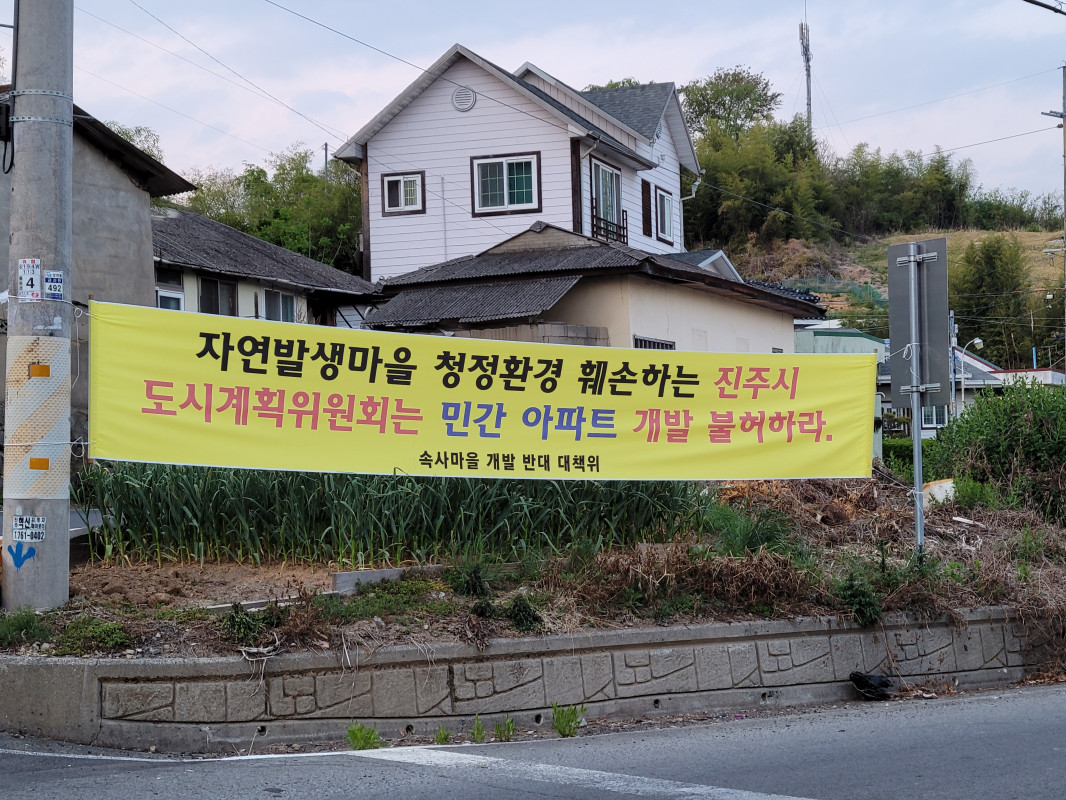 자연발생마을 청정환경 훼손하는 진주시
도시계획위원회는 민간 아파트 개발 불허하라.
속사마을 개발 반대 대책위
4
492
1761-0402